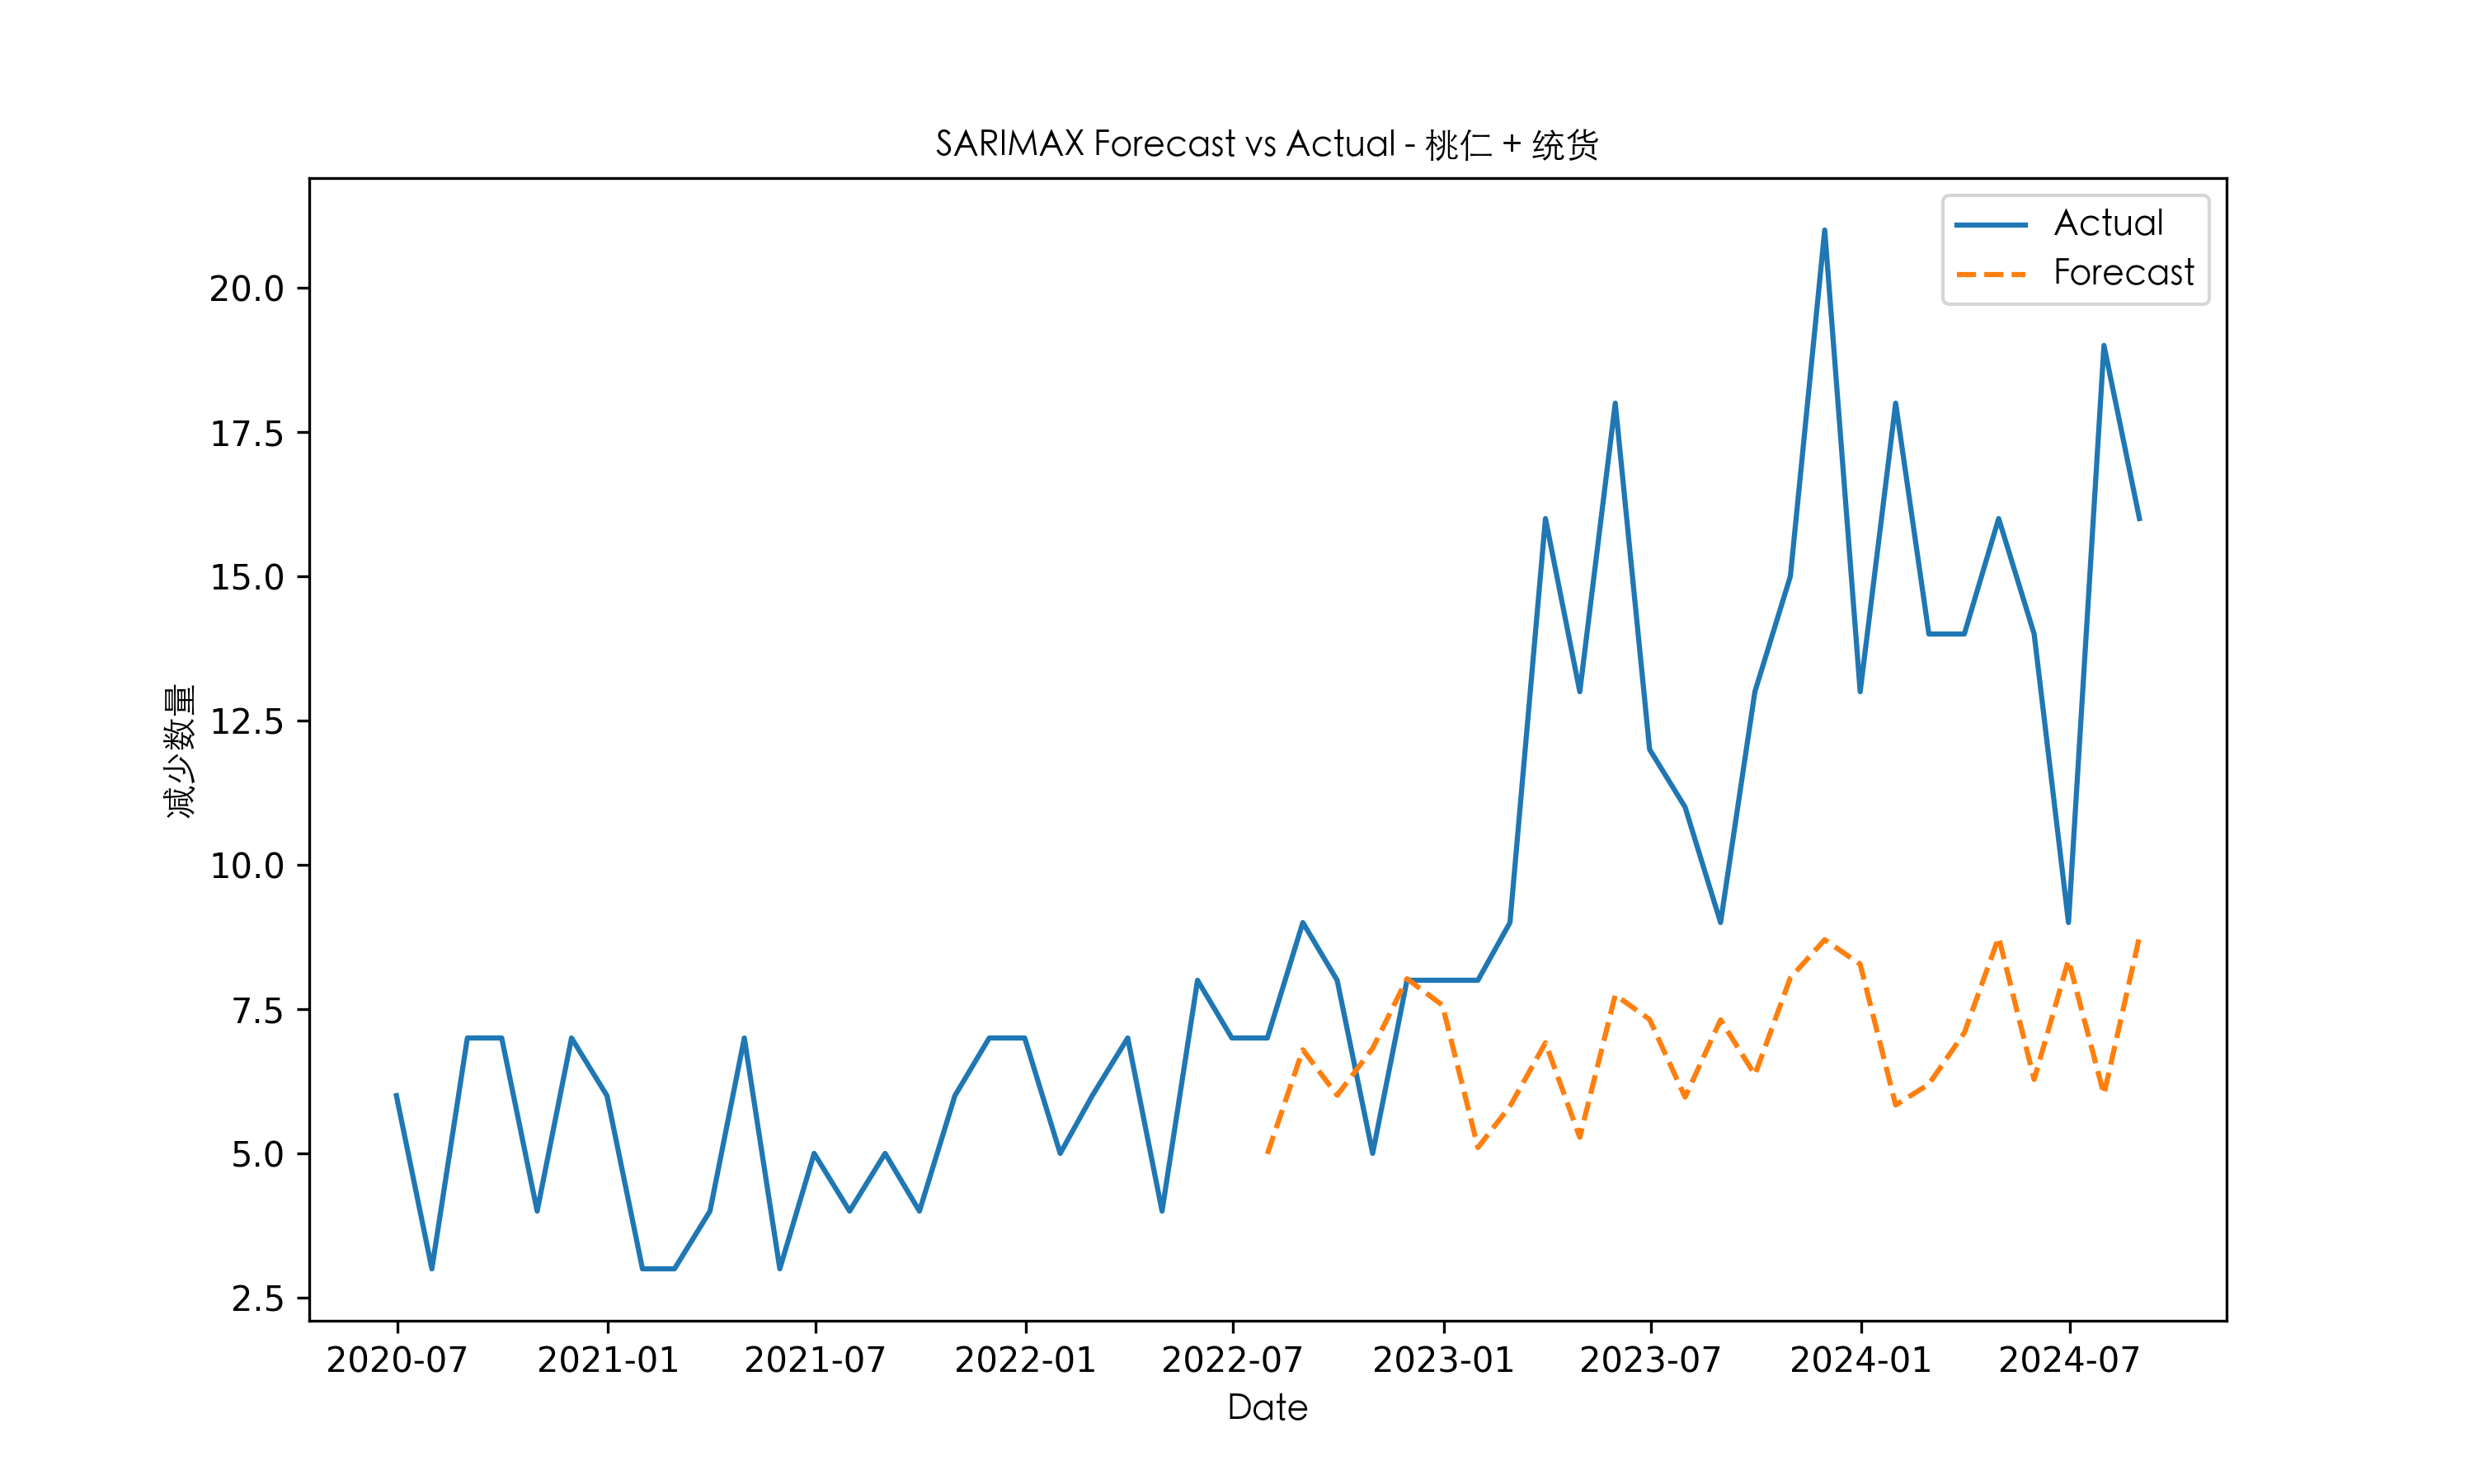 SARIMAX Forecast vs Actual - 桃仁 + 统货
Actual
Forecast
减少数量
20.0
17.5
15.0
12.5
10.0
7.5
5.0
2.5
2020-07 2021-01 2021-07 2022-01 2022-07 2023-01 2023-07 2024-01 2024-07
Date